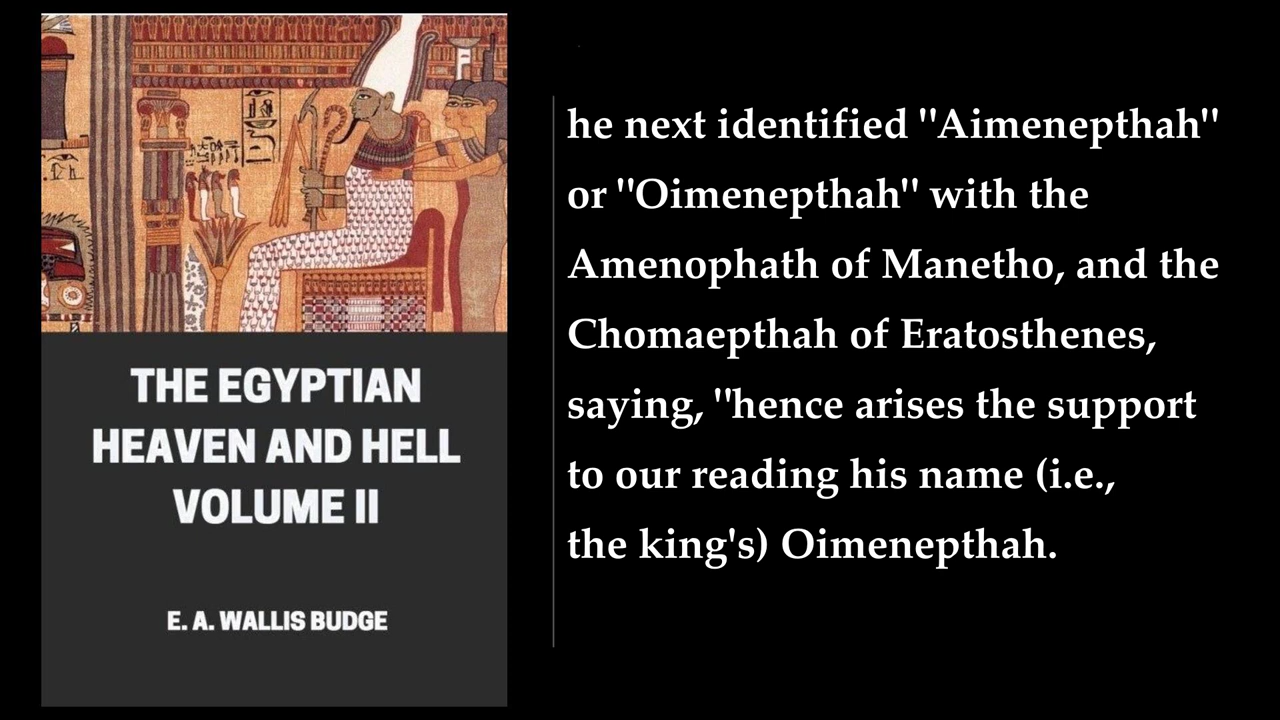 THE EGYPTIAN
HEAVEN AND HELL
VOLUME II
E. A. WALLIS BUDGE
he next identified "Aimenepthah"
or "Oimenepthah" with the
Amenophath of Manetho, and the
Chomaepthah of Eratosthenes,
saying, "hence arises the support
to our reading his name (i.e.,
the king's) Oimenepthah.